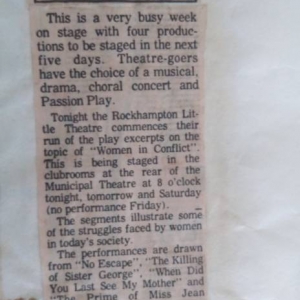 This is a very busy week
on stage with four produc-
tions to be staged in the next
five days. Theatre-goers
have the choice of a musical,
drama, choral concert and
Passion Play.
Tonight the Rockhampton Lit-
tle Theatre commences their
run of the play excerpts on the
topic of "Women in Conflict".
This is being staged in the
clubrooms at the rear of the
Municipal Theatre at 8 o'clock
tonight, tomorrow and Saturday
(no performance Friday).
The segments illustrate some
of the struggles faced by women
in today's society.
The performances are drawn
from "No Escape", "The Killing
of Sister George", "When Did
You Last See My Mother" and
"The Prime of Miss Jean